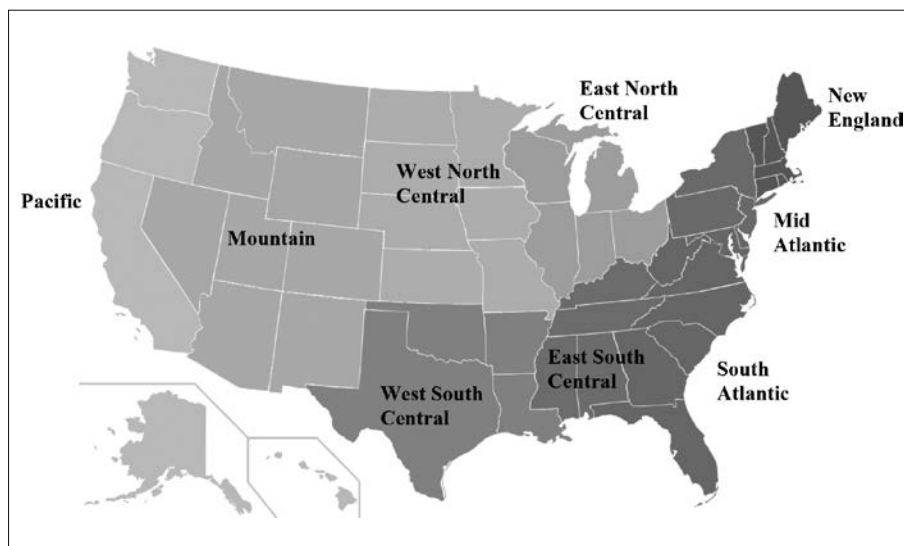 East North
Central
New
England
West North
Central
Pacific
Mountain
Mid
Atlantic
East South
Central
South
Atlantic
West South
Central